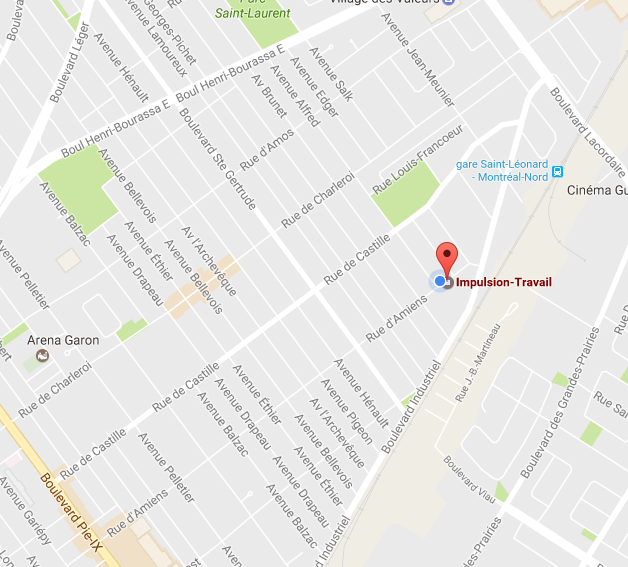 Parc
Saint-Laurent
Village des Valeurs
Boulevard Léger
Georges-Pichet
Avenue Lamoureux
Avenue Hénault
Boul Henri-Bourassa E
Boul Henri-Bourassa E
Avenue Salk
Avenue Edger
Avenue Alfred
Av Brunet
Avenue Jean-Meunier
Boulevard Lacordaire
Boulevard Ste Gertrude
Rue d'Amos
Rue Louis-Francoeur
gare Saint-Léonard
- Montréal-Nord
Cinéma Gu
Avenue Bellevois
Avenue Balzac
Rue de Charleroi
Avenue Drapeau
Avenue Éthier
Avenue Bellevois
Av l'Archevêque
Rue de Castille
Avenue Pelletier
Impulsion-Travail
Rue d'Amiens
Arena Garon
Rue de Charleroi
Rue de Castille
Rue J.-B.-Martineau
Boulevard des Grandes-Prairies
Avenue Hénault
Avenue Pigeon
Av l'Archevêque
Avenue Bellevois
Avenue Éthier
Avenue Éthier
Avenue Drapeau
Avenue Balzac
Boulevard Industriel
Rue de Castille
Avenue Pelletier
Avenue Drapeau
Avenue Balzac
Boulevard Viau
Rue d'Amiens
Boulevard Pie-IX
Avenue Garièpy
d Industriel
es-Prairies
Rue Sai